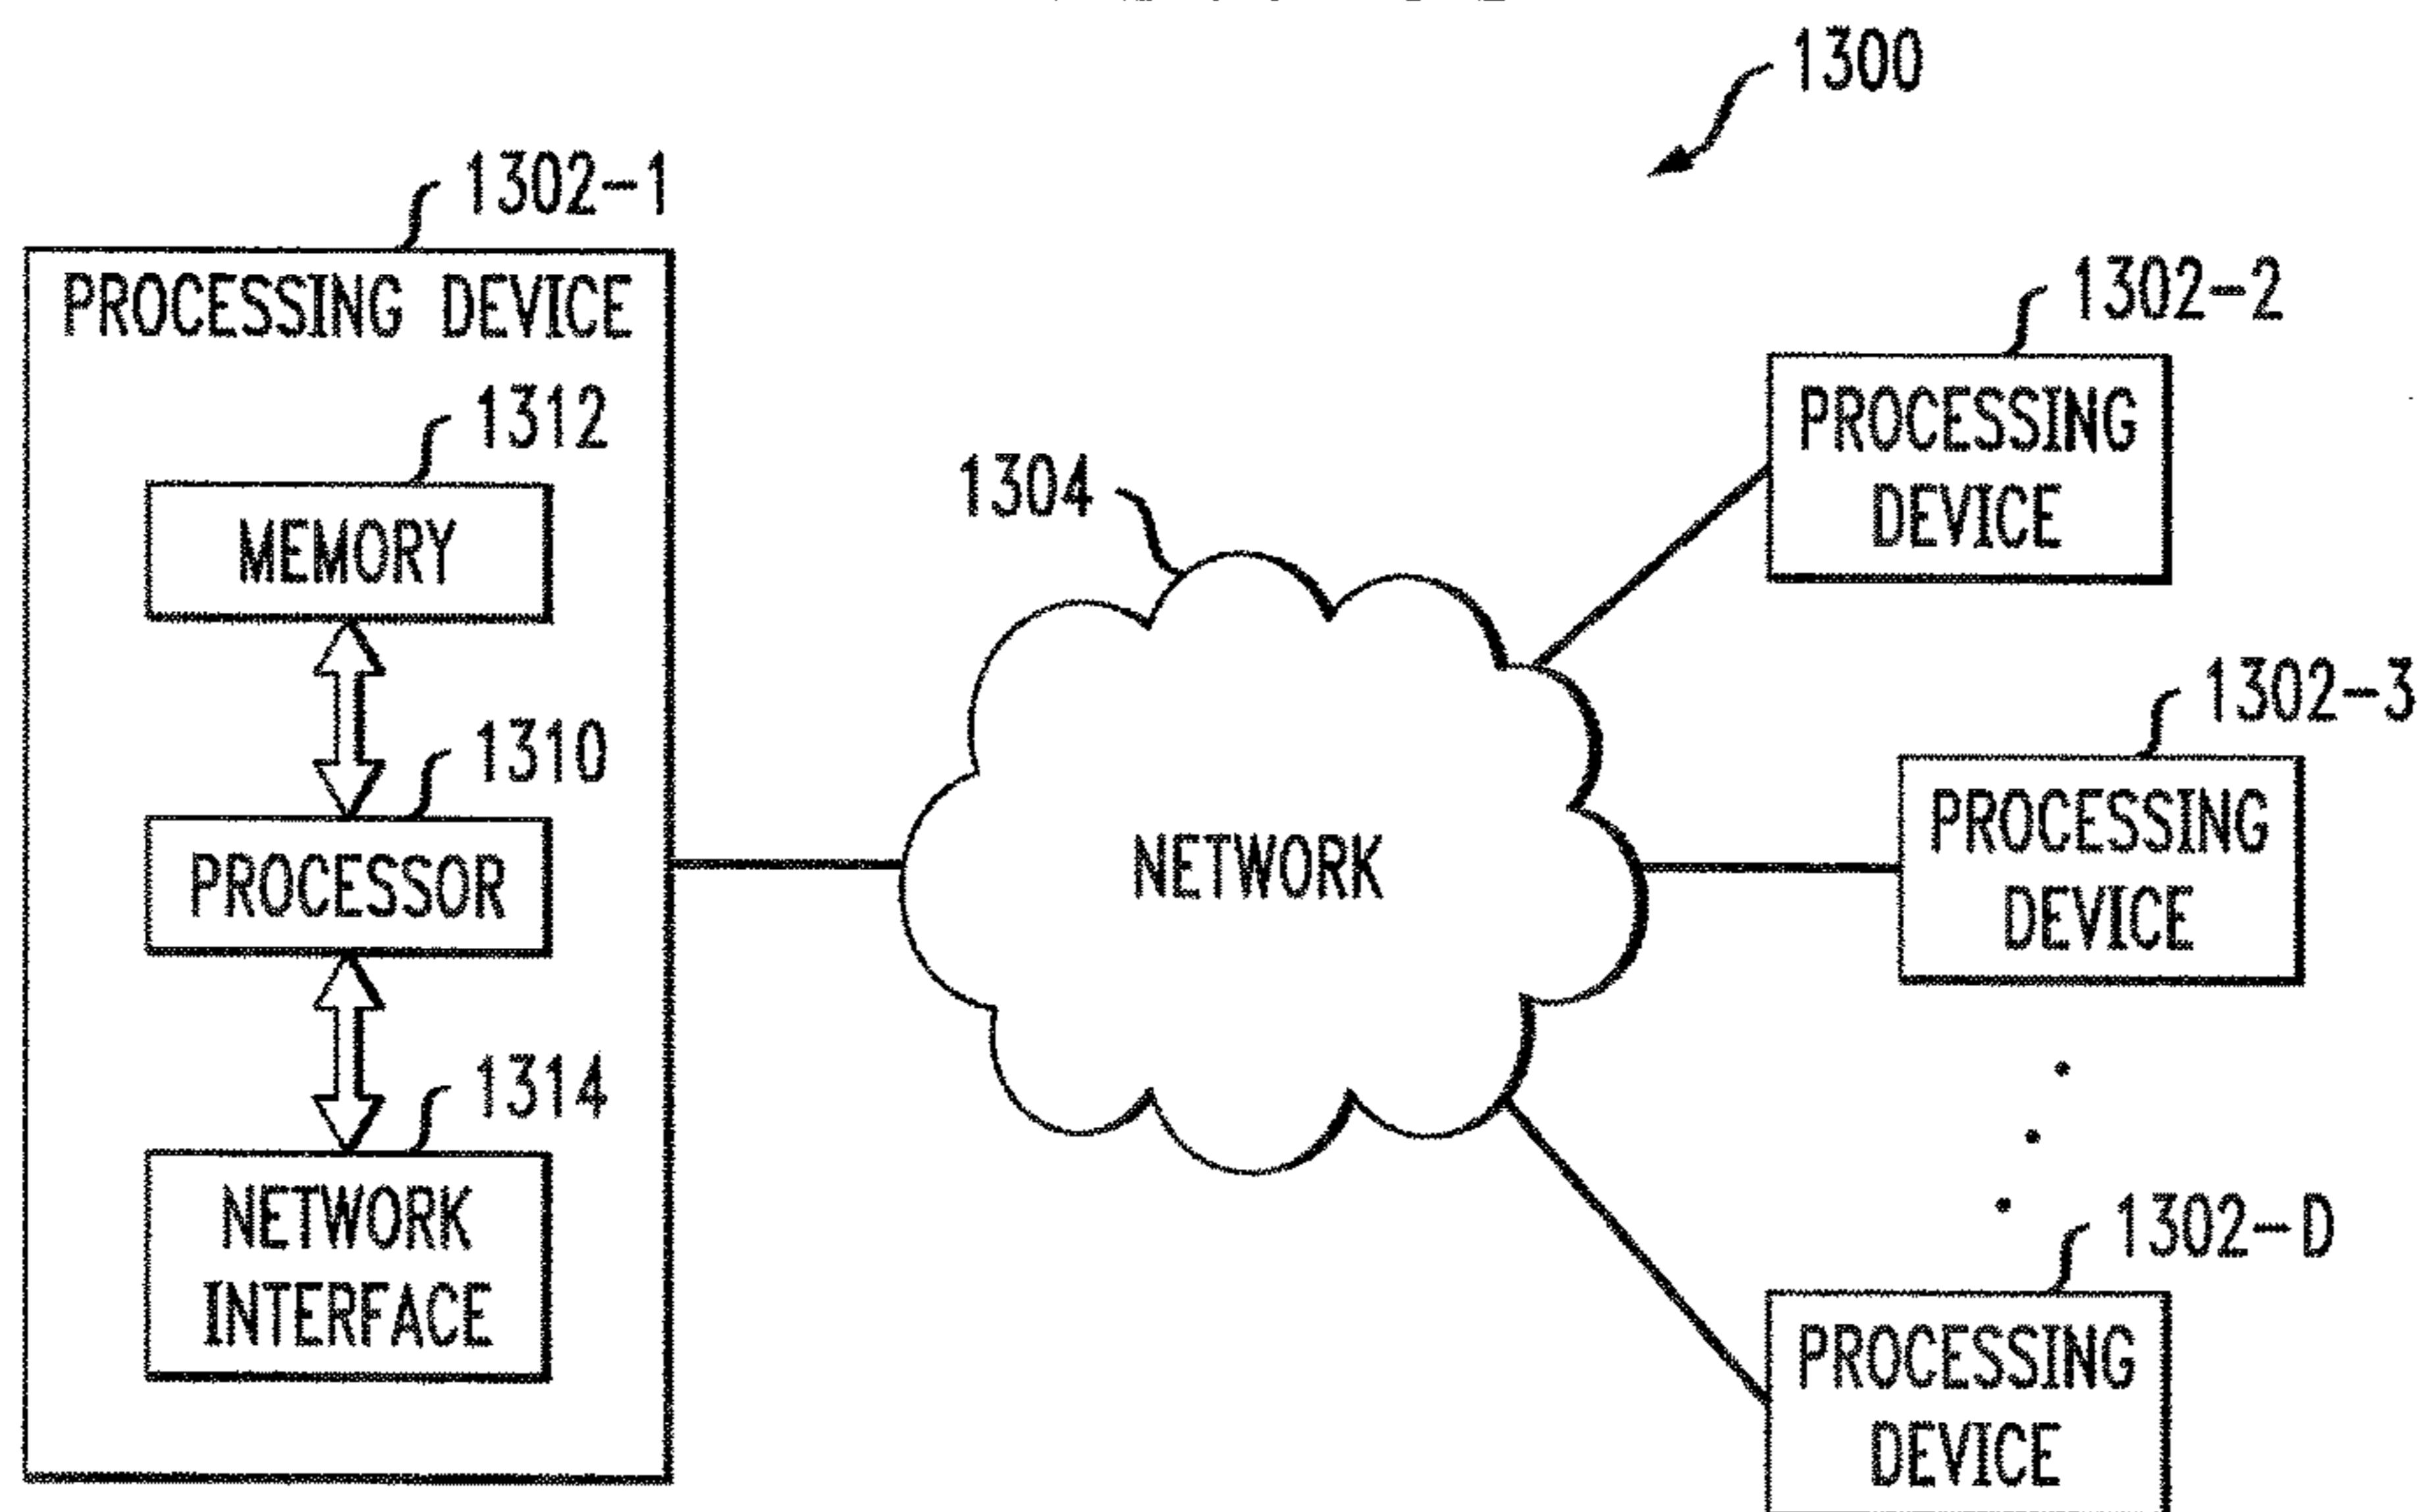 1300
1302-1
PROCESSING DEVICE
1312
MEMORY
1310
PROCESSOR
1314
NETWORK
INTERFACE
1304
NETWORK
1302-2
PROCESSING
DEVICE
1302-3
PROCESSING
DEVICE
1302-D
PROCESSING
DEVICE